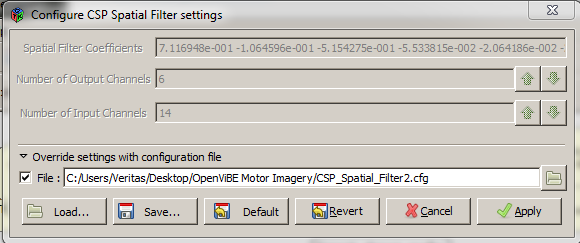 Configure CSP Spatial Filter settings
Spatial Filter Coefficients 7.116948e-001 -1.064596e-001 -5.154275e-001 -5.533815e-002 -2.064186e-002 -
Number of Output Channels 6
Number of Input Channels 14
Override settings with configuration file
File : C:/Users/Veritas/Desktop/OpenViBE Motor Imagery/CSP_Spatial_Filter2.cfg
Load... Save... Default Revert Cancel Apply